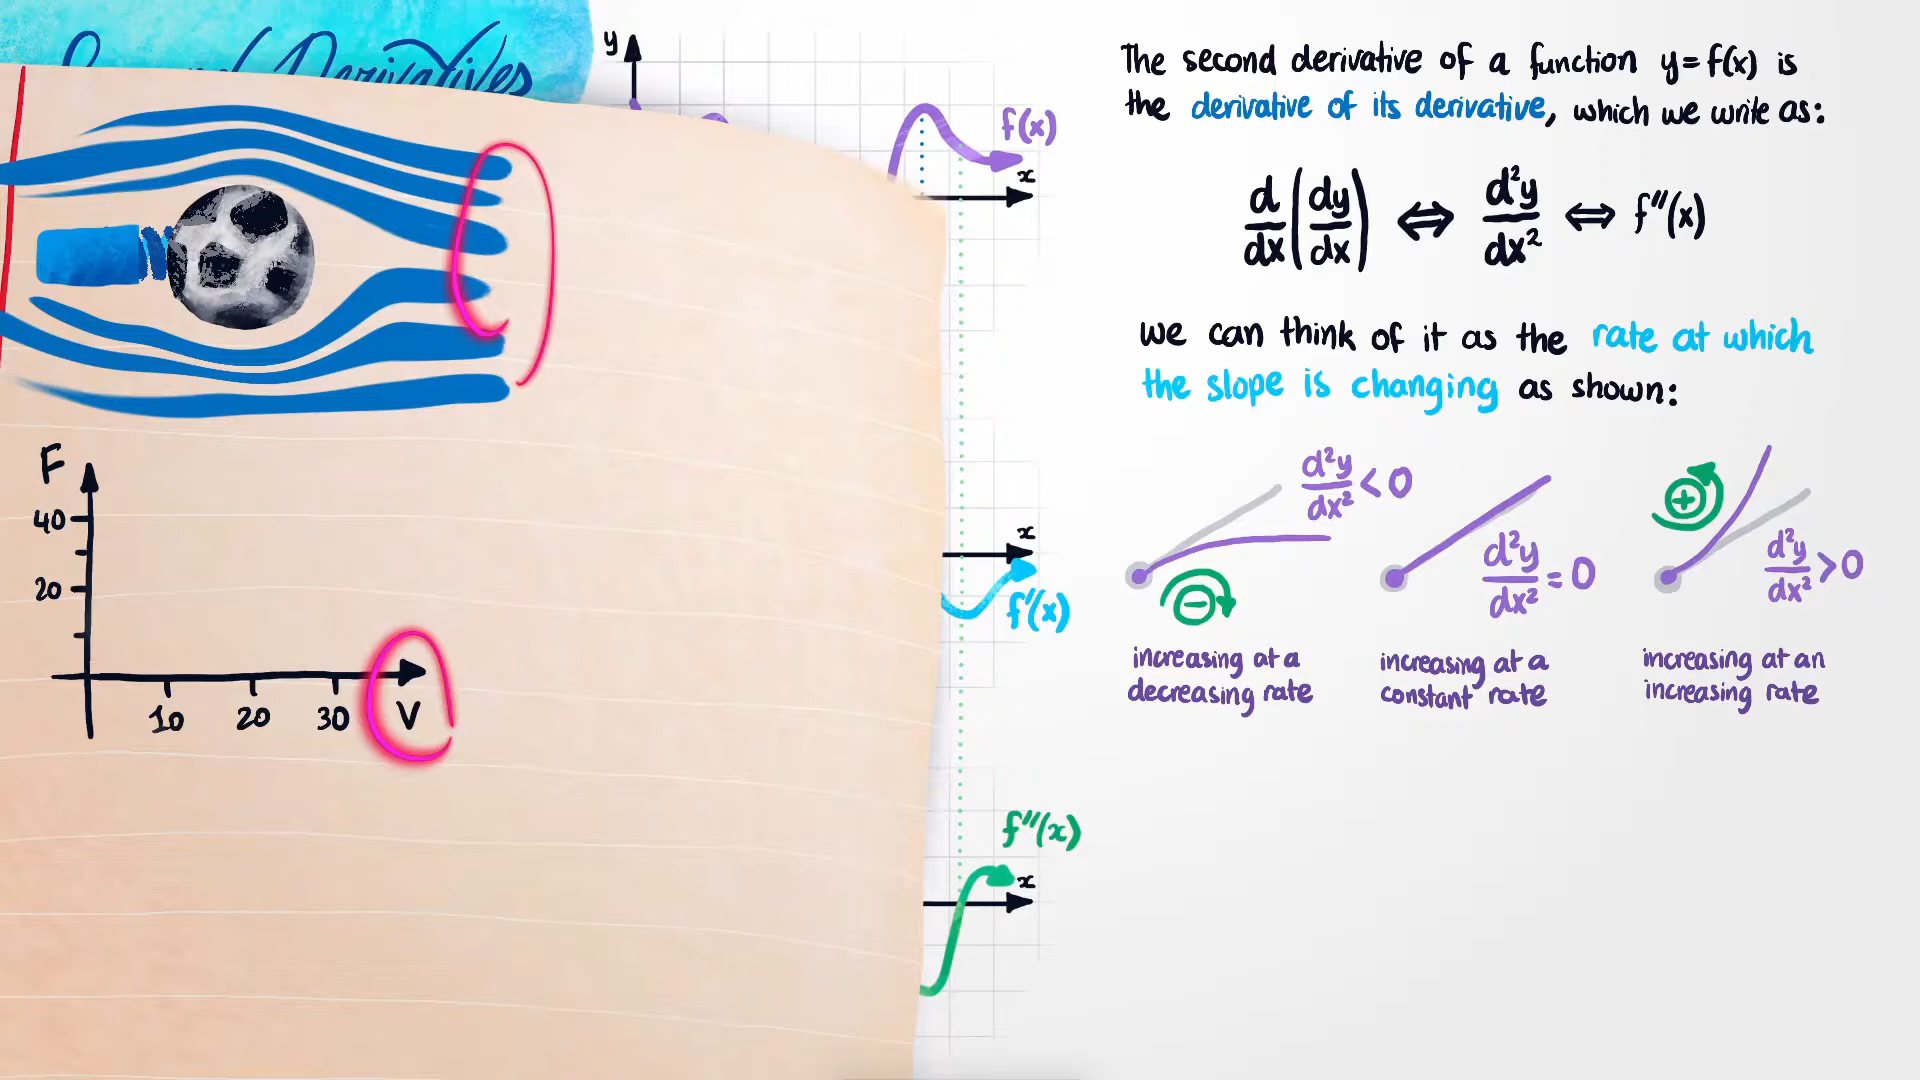 Second Derivatives
y
f(x)
x
F
40
20
10 20 30 V
x
f'(x)
f"(x)
x
The second derivative of a function y=f(x) is
the derivative of its derivative, which we write as:
d/dx (dy/dx) ⇔ d²y/dx² ⇔ f"(x)
we can think of it as the rate at which
the slope is changing as shown:
d²y/dx² < 0
−
increasing at a
decreasing rate
d²y/dx² = 0
increasing at a
constant rate
+
d²y/dx² > 0
increasing at an
increasing rate